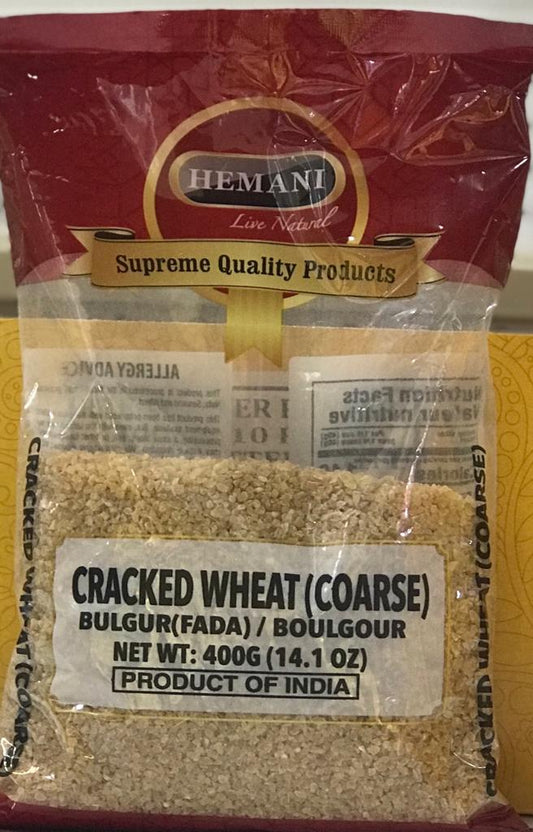 HEMANI
Live Natural
Supreme Quality Products
ALLERGY ADVICE
Nutrition Facts
Valeur nutritive
CRACKED WHEAT (COARSE)
CRACKED WHEAT (COARSE)
CRACKED WHEAT (COARSE)
BULGUR(FADA) / BOULGOUR
NET WT: 400G (14.1 OZ)
PRODUCT OF INDIA